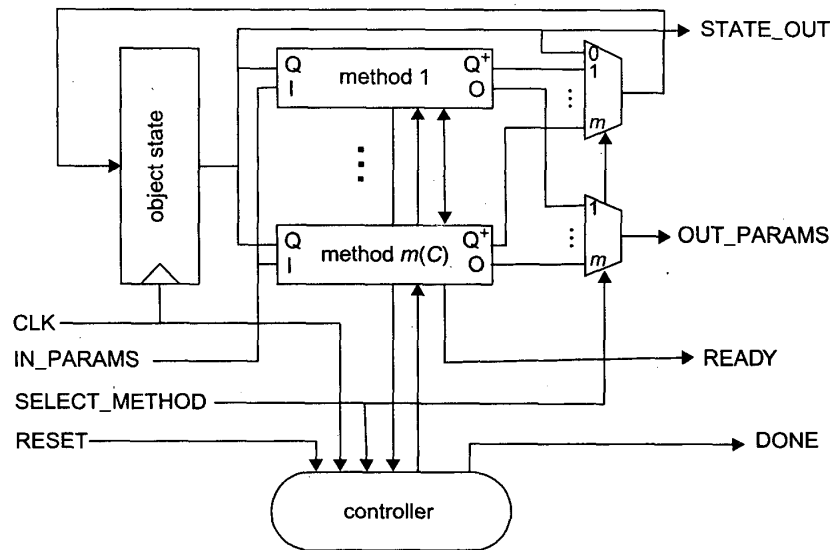 STATE_OUT
0
Q method 1 Q+
1
I O
⋮
m
object state
⋮
1
Q method m(C) Q+
⋮
OUT_PARAMS
I O
m
CLK
IN_PARAMS
READY
SELECT_METHOD
RESET
DONE
controller